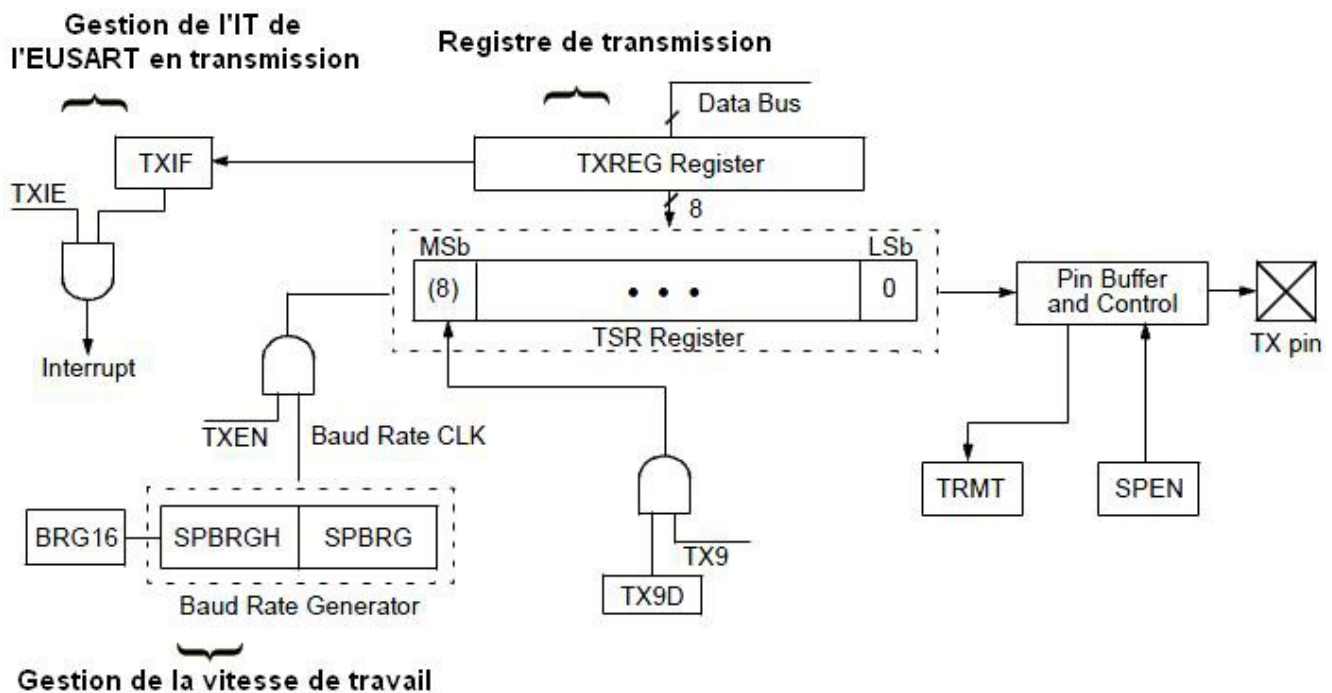 Gestion de l'IT de
l'EUSART en transmission
Registre de transmission
Data Bus
TXIF
TXREG Register
TXIE
8
MSb
LSb
(8)
• • •
0
Pin Buffer
and Control
TSR Register
TX pin
Interrupt
TXEN
Baud Rate CLK
TRMT
SPEN
BRG16
SPBRGH
SPBRG
TX9
TX9D
Baud Rate Generator
Gestion de la vitesse de travail